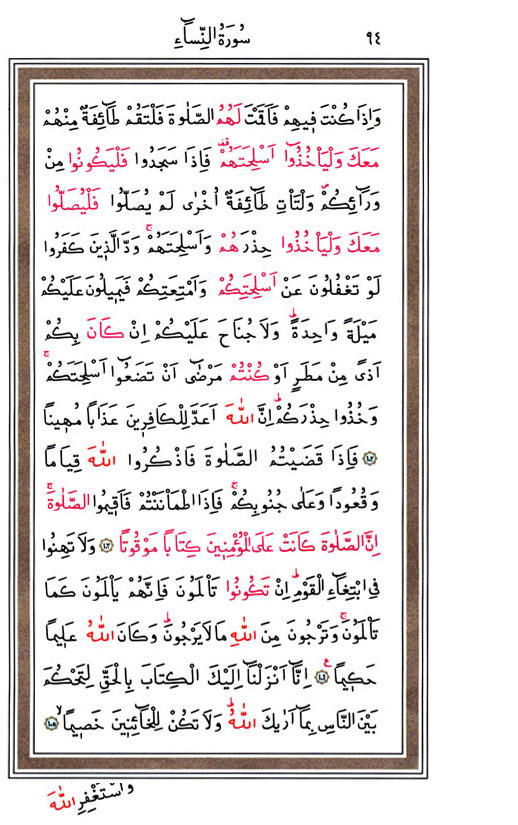 ٩٤ سُورَةُ النِّسَٓاءِ
وَاِذَا كُنْتَ فٖيهِمْ فَاَقَمْتَ لَهُمُ الصَّلٰوةَ فَلْتَقُمْ طَٓائِفَةٌ مِنْهُمْ
مَعَكَ وَلْيَأْخُذُٓوا اَسْلِحَتَهُمْ۠ فَاِذَا سَجَدُوا فَلْيَكُونُوا مِنْ
وَرَٓائِكُمْۖ وَلْتَأْتِ طَٓائِفَةٌ اُخْرٰى لَمْ يُصَلُّوا فَلْيُصَلُّوا
مَعَكَ وَلْيَأْخُذُوا حِذْرَهُمْ وَاَسْلِحَتَهُمْۚ وَدَّ الَّذٖينَ كَفَرُوا
لَوْ تَغْفُلُونَ عَنْ اَسْلِحَتِكُمْ وَاَمْتِعَتِكُمْ فَيَمٖيلُونَ عَلَيْكُمْ
مَيْلَةً وَاحِدَةًؕ وَلَا جُنَاحَ عَلَيْكُمْ اِنْ كَانَ بِكُمْ
اَذًى مِنْ مَطَرٍ اَوْ كُنْتُمْ مَرْضٰٓى اَنْ تَضَعُٓوا اَسْلِحَتَكُمْۚ
وَخُذُوا حِذْرَكُمْؕ اِنَّ اللّٰهَ اَعَدَّ لِلْكَافِرٖينَ عَذَابًا مُهٖينًا
﴿١٠٢﴾ فَاِذَا قَضَيْتُمُ الصَّلٰوةَ فَاذْكُرُوا اللّٰهَ قِيَامًا
وَقُعُودًا وَعَلٰى جُنُوبِكُمْۚ فَاِذَا اطْمَأْنَنْتُمْ فَاَقٖيمُوا الصَّلٰوةَۚ
اِنَّ الصَّلٰوةَ كَانَتْ عَلَى الْمُؤْمِنٖينَ كِتَابًا مَوْقُوتًا ﴿١٠٣﴾ وَلَا تَهِنُوا
فِي ابْتِغَٓاءِ الْقَوْمِؕ اِنْ تَكُونُوا تَأْلَمُونَ فَاِنَّهُمْ يَأْلَمُونَ كَمَا
تَأْلَمُونَۚ وَتَرْجُونَ مِنَ اللّٰهِ مَا لَا يَرْجُونَؕ وَكَانَ اللّٰهُ عَلٖيمًا
حَكٖيمًاࣖ ﴿١٠٤﴾ اِنَّٓا اَنْزَلْنَٓا اِلَيْكَ الْكِتَابَ بِالْحَقِّ لِتَحْكُمَ
بَيْنَ النَّاسِ بِمَٓا اَرٰيكَ اللّٰهُؕ وَلَا تَكُنْ لِلْخَٓائِنٖينَ خَصٖيمًاۙ ﴿١٠٥﴾
وَاسْتَغْفِرِ اللّٰهَ